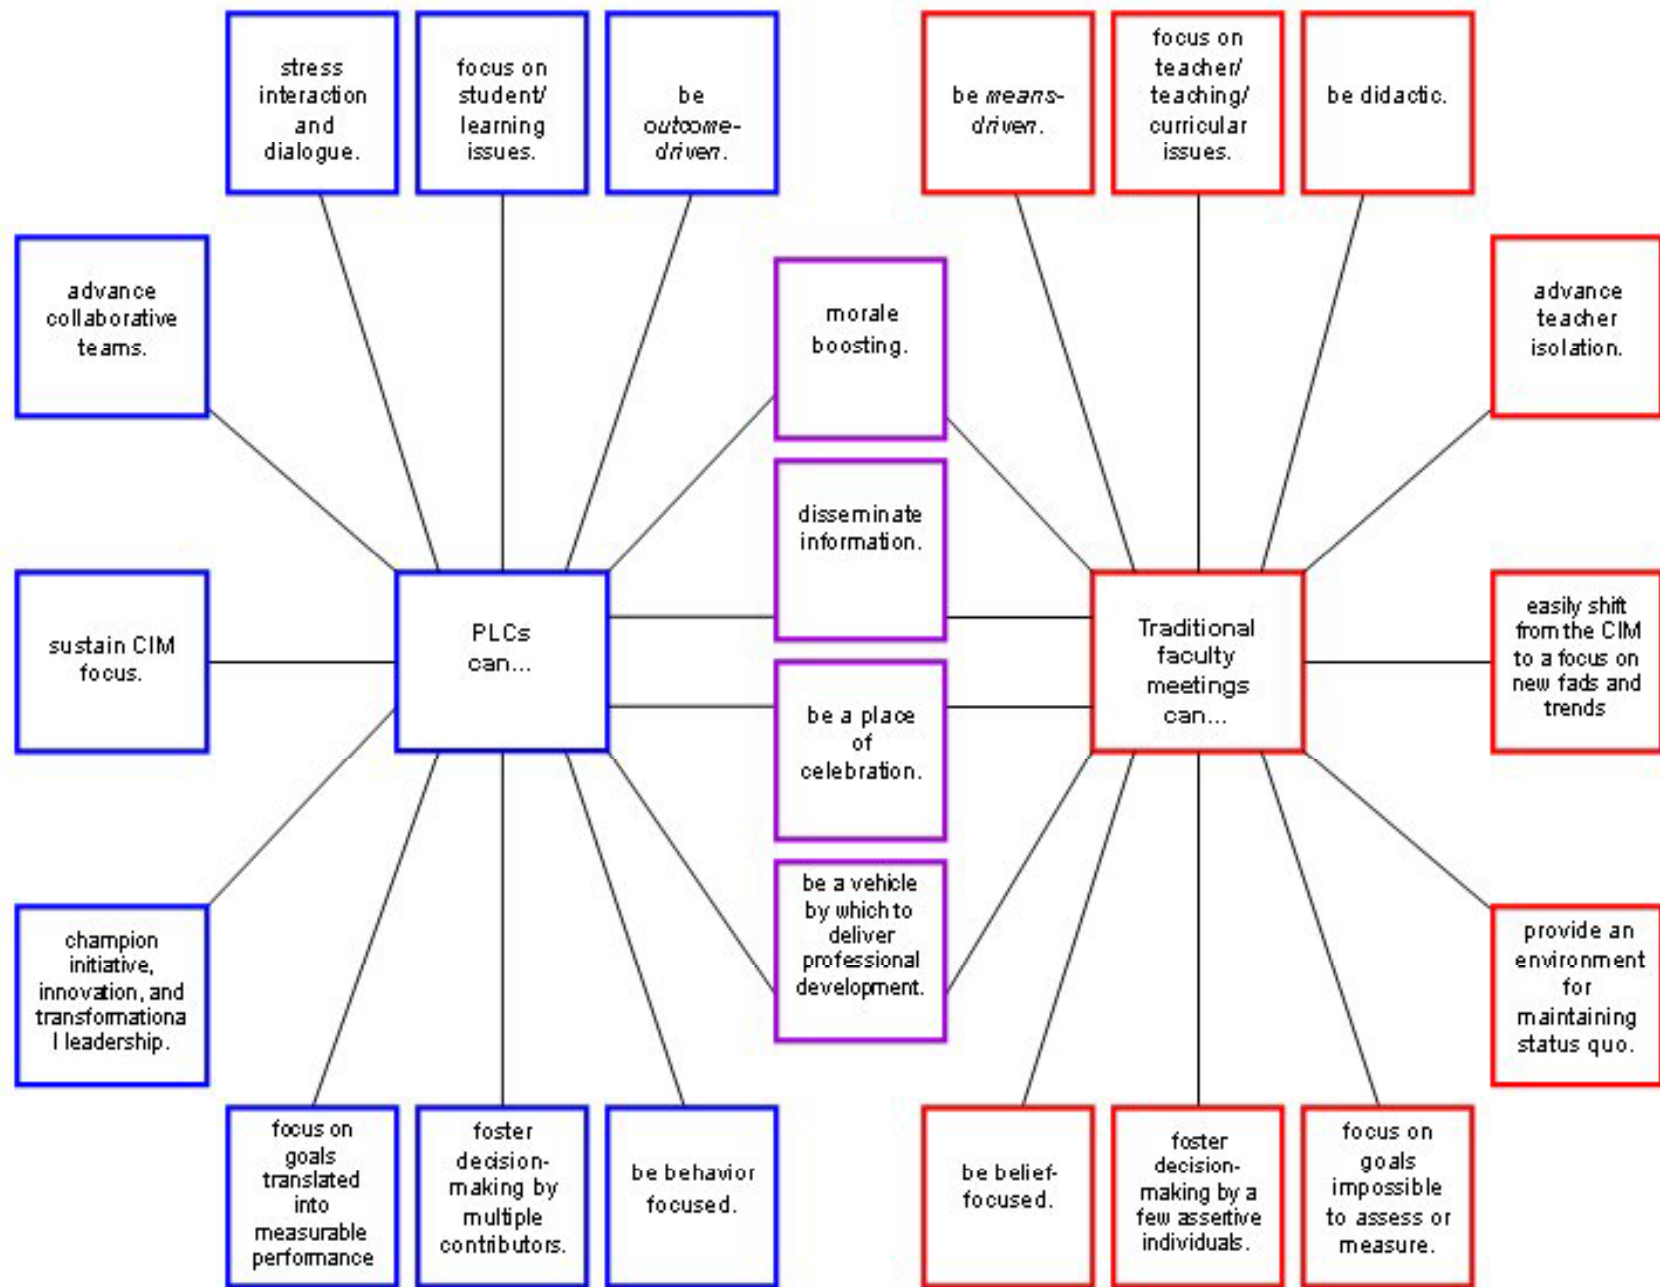 stress
interaction
and
dialogue.
focus on
student/
learning
issues.
be
outcome-
driven.
be means-
driven.
focus on
teacher/
teaching/
curricular
issues.
be didactic.
advance
collaborative
teams.
morale
boosting.
advance
teacher
isolation.
disseminate
information.
sustain CIM
focus.
PLCs
can...
Traditional
faculty
meetings
can...
easily shift
from the CIM
to a focus on
new fads and
trends
be a place
of
celebration.
be a vehicle
by which to
deliver
professional
development.
champion
initiative,
innovation, and
transformationa
l leadership.
provide an
environment
for
maintaining
status quo.
focus on
goals
translated
into
measurable
performance
foster
decision-
making by
multiple
contributors.
be behavior
focused.
be belief-
focused.
foster
decision-
making by a
few assertive
individuals.
focus on
goals
impossible
to assess or
measure.